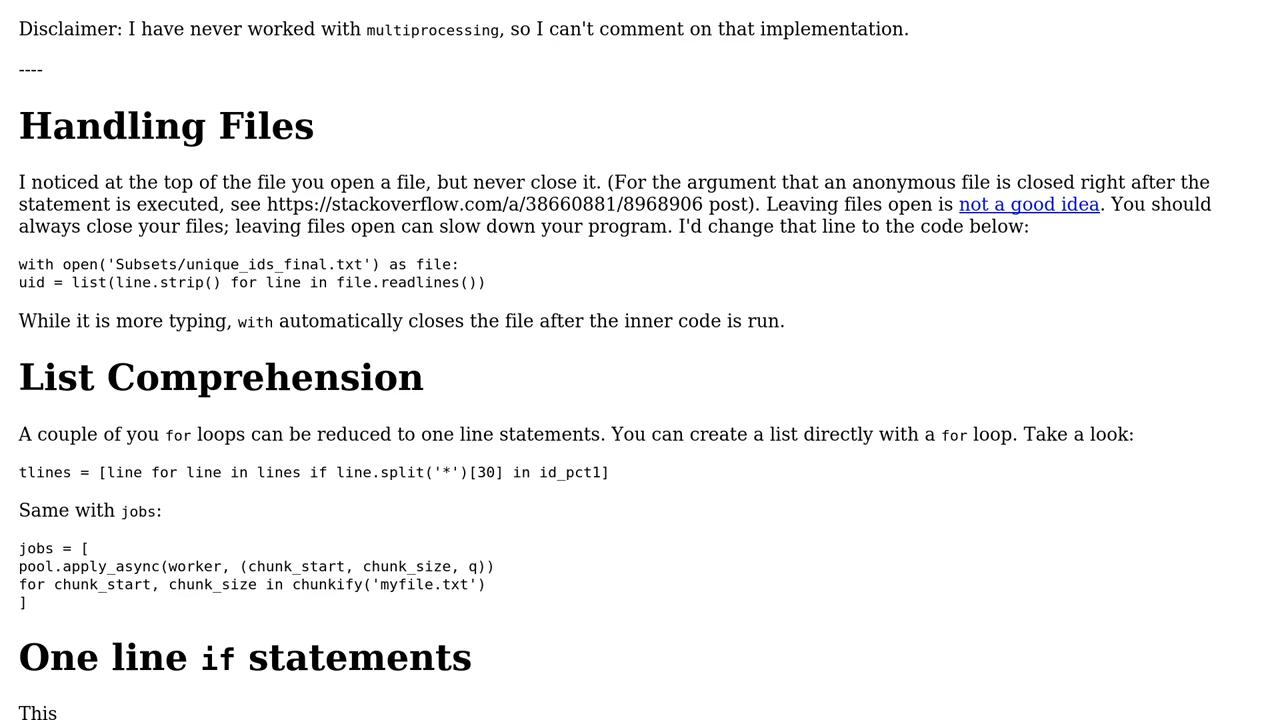 Disclaimer: I have never worked with multiprocessing, so I can't comment on that implementation.
----
Handling Files
I noticed at the top of the file you open a file, but never close it. (For the argument that an anonymous file is closed right after the
statement is executed, see https://stackoverflow.com/a/38660881/8968906 post). Leaving files open is not a good idea. You should
always close your files; leaving files open can slow down your program. I'd change that line to the code below:
with open('Subsets/unique_ids_final.txt') as file:
uid = list(line.strip() for line in file.readlines())
While it is more typing, with automatically closes the file after the inner code is run.
List Comprehension
A couple of you for loops can be reduced to one line statements. You can create a list directly with a for loop. Take a look:
tlines = [line for line in lines if line.split('*')[30] in id_pct1]
Same with jobs:
jobs = [
pool.apply_async(worker, (chunk_start, chunk_size, q))
for chunk_start, chunk_size in chunkify('myfile.txt')
]
One line if statements
This